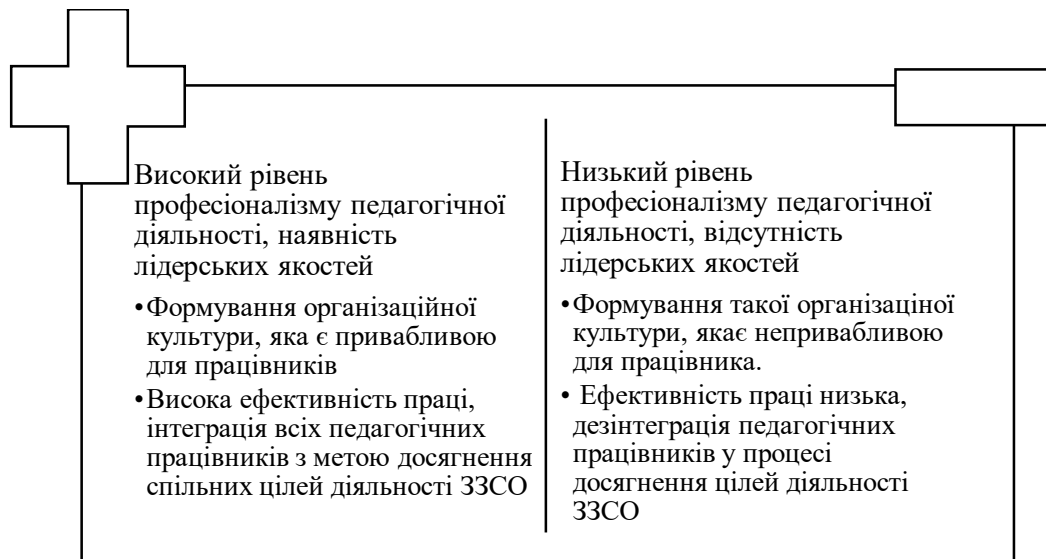 Високий рівень
професіоналізму педагогічної
діяльності, наявність
лідерських якостей
•Формування організаційної
культури, яка є привабливою
для працівників
•Висока ефективність праці,
інтеграція всіх педагогічних
працівників з метою досягнення
спільних цілей діяльності ЗЗСО
Низький рівень
професіоналізму педагогічної
діяльності, відсутність
лідерських якостей
•Формування такої організаціної
культури, якає непривабливою
для працівника.
• Ефективність праці низька,
дезінтеграція педагогічних
працівників у процесі
досягнення цілей діяльності
ЗЗСО